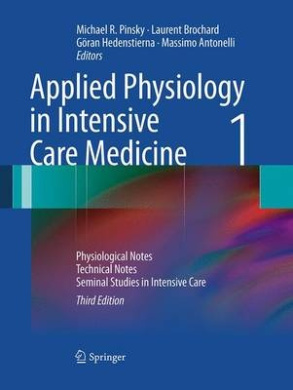 Michael R. Pinsky · Laurent Brochard
Göran Hedenstierna · Massimo Antonelli
Editors
Applied Physiology
in Intensive
Care Medicine 1
Physiological Notes
Technical Notes
Seminal Studies in Intensive Care
Third Edition
Springer